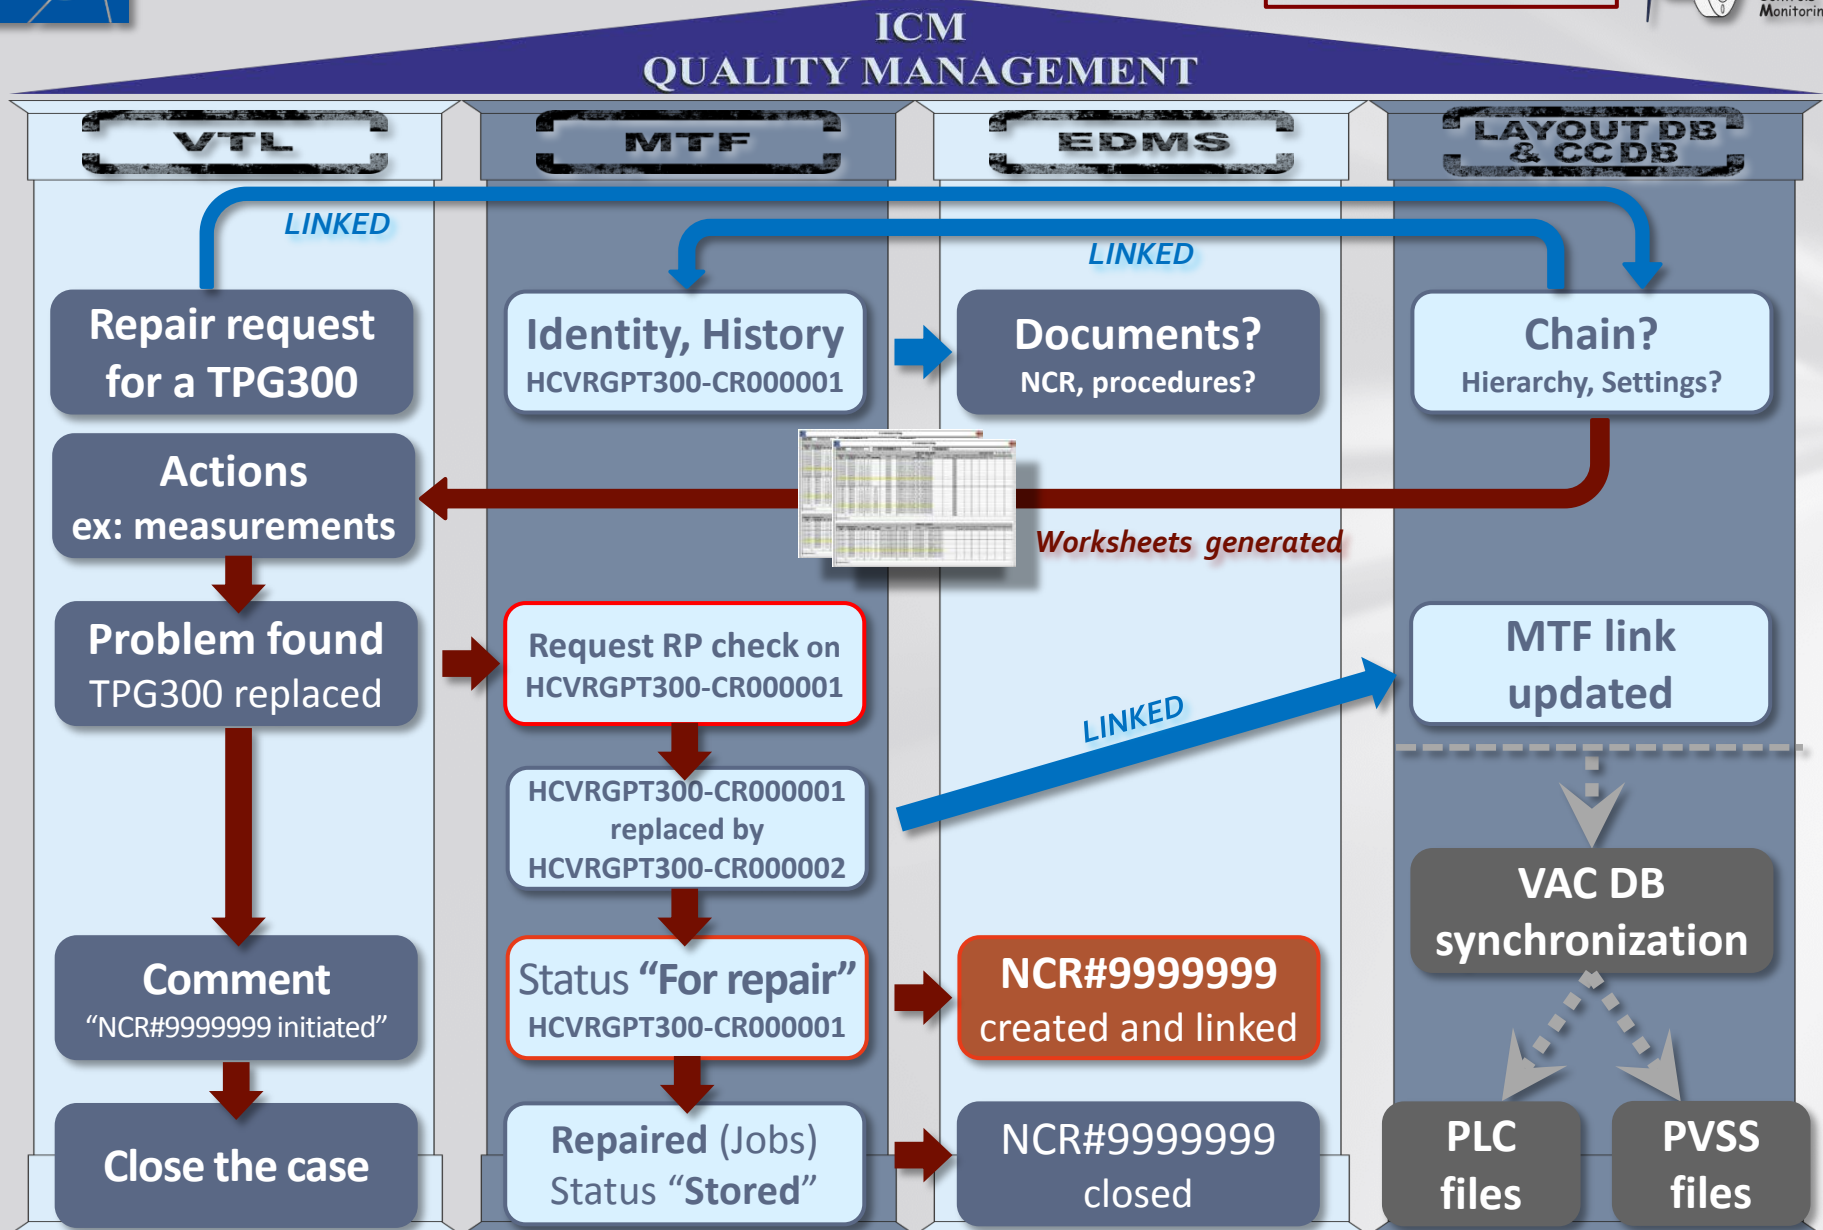 Monitorin
ICM
QUALITY MANAGEMENT
VTL
MTF
EDMS
LAYOUT DB
& CCDB
LINKED
LINKED
Repair request
for a TPG300
Identity, History
HCVRGPT300-CR000001
Documents?
NCR, procedures?
Chain?
Hierarchy, Settings?
Actions
ex: measurements
Worksheets generated
Problem found
TPG300 replaced
Request RP check on
HCVRGPT300-CR000001
MTF link
updated
LINKED
HCVRGPT300-CR000001
replaced by
HCVRGPT300-CR000002
VAC DB
synchronization
Comment
“NCR#9999999 initiated”
Status “For repair”
HCVRGPT300-CR000001
NCR#9999999
created and linked
Close the case
Repaired (Jobs)
Status “Stored”
NCR#9999999
closed
PLC
files
PVSS
files